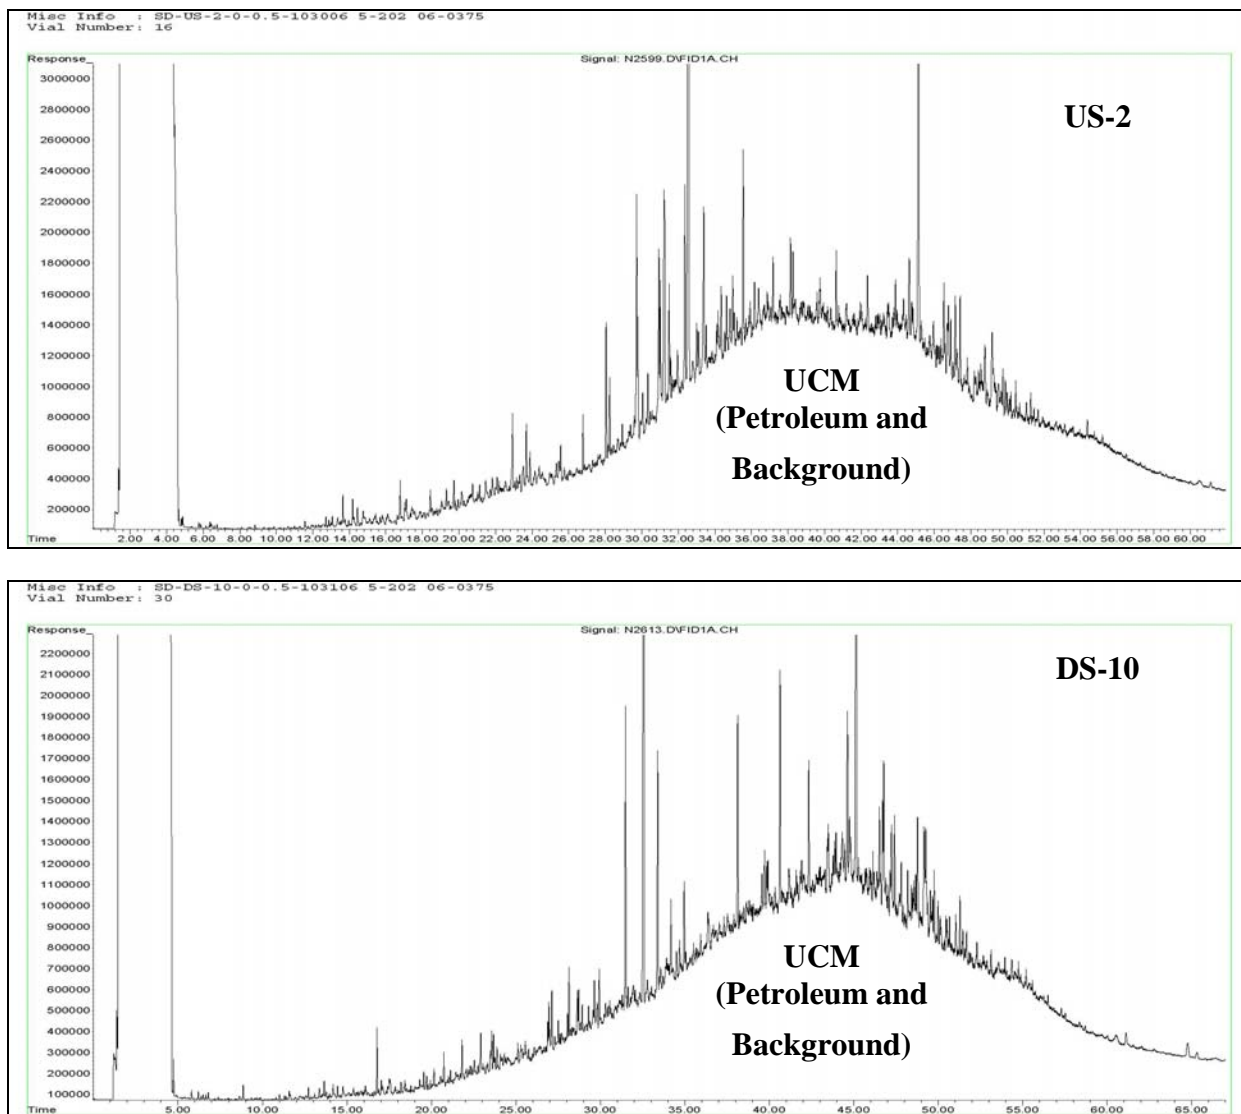 Misc Info : SD-US-2-0-0.5-103006 5-202 06-0375
Vial Number: 16
Response_
Signal: N2599.D\FID1A.CH
3000000
US-2
2800000
2600000
2400000
2200000
2000000
1800000
1600000
1400000
1200000
UCM
1000000
(Petroleum and
800000
600000
Background)
400000
200000
Time
2.00 4.00 6.00 8.00 10.00 12.00 14.00 16.00 18.00 20.00 22.00 24.00 26.00 28.00 30.00 32.00 34.00 36.00 38.00 40.00 42.00 44.00 46.00 48.00 50.00 52.00 54.00 56.00 58.00 60.00
Misc Info : SD-DS-10-0-0.5-103106 5-202 06-0375
Vial Number: 30
Response_
Signal: N2613.D\FID1A.CH
2200000
DS-10
2100000
2000000
1900000
1800000
1700000
1600000
1500000
1400000
1300000
1200000
1100000
1000000
900000
800000
UCM
700000
600000
(Petroleum and
500000
400000
Background)
300000
200000
100000
Time
5.00 10.00 15.00 20.00 25.00 30.00 35.00 40.00 45.00 50.00 55.00 60.00 65.00